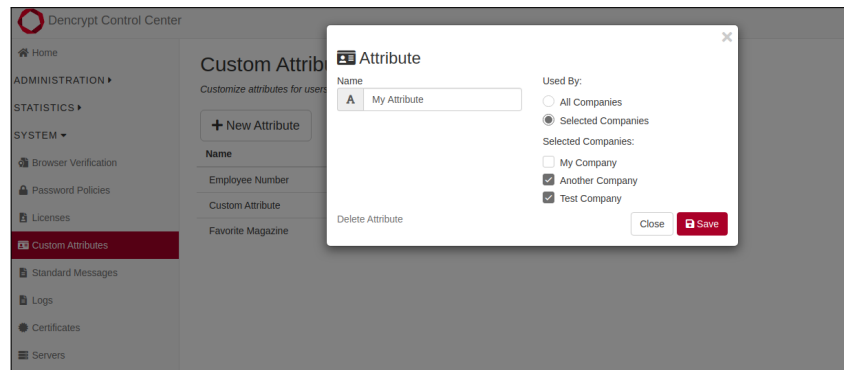 Dencrypt Control Center
Home
ADMINISTRATION
STATISTICS
SYSTEM
Browser Verification
Password Policies
Licenses
Custom Attributes
Standard Messages
Logs
Certificates
Servers
Custom Attrib
Customize attributes for users
New Attribute
Name
Employee Number
Custom Attribute
Favorite Magazine
Attribute
Name
A My Attribute
Delete Attribute
Used By:
All Companies
Selected Companies
Selected Companies:
My Company
Another Company
Test Company
Close
Save